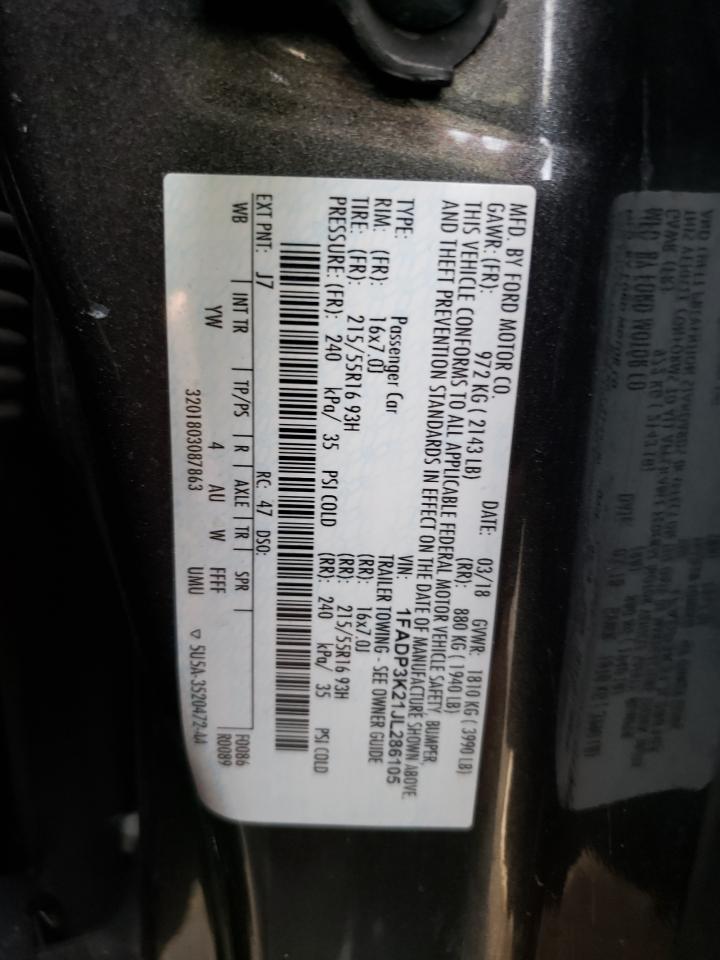 MFD. BY FORD MOTOR CO.
DATE: 03/18 GVWR: 1810 KG ( 3990 LB)
GAWR: (FR): 972 KG ( 2143 LB) (RR): 880 KG ( 1940 LB)
THIS VEHICLE CONFORMS TO ALL APPLICABLE FEDERAL MOTOR VEHICLE SAFETY, BUMPER,
AND THEFT PREVENTION STANDARDS IN EFFECT ON THE DATE OF MANUFACTURE SHOWN ABOVE.
VIN: 1FADP3K21JL286105
TYPE: Passenger Car TRAILER TOWING - SEE OWNER GUIDE
RIM: (FR): 16x7.0J (RR): 16x7.0J
TIRE: (FR): 215/55R16 93H (RR): 215/55R16 93H
PRESSURE: (FR): 240 kPa/ 35 PSI COLD (RR): 240 kPa/ 35 PSI COLD
EXT PNT: J7 RC: 47 DSO: F0086
WB INT TR TP/PS R AXLE TR SPR R0089
YW 4 AU W FFFF
3201803087863 UMU ▽ 5U5A-3520472-AA